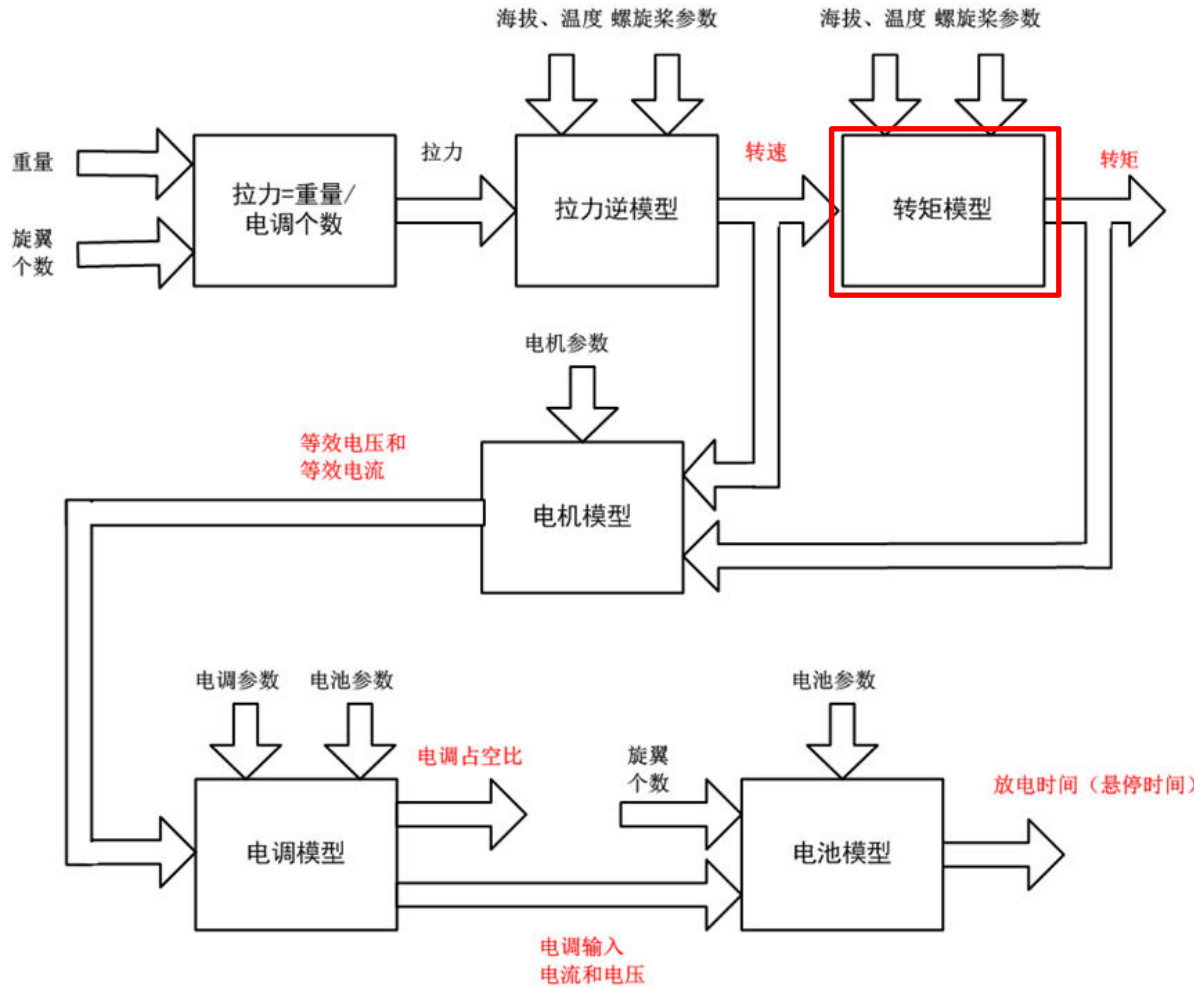 海拔、温度 螺旋桨参数
海拔、温度 螺旋桨参数
重量
旋翼
个数
拉力=重量/
电调个数
拉力
拉力逆模型
转速
转矩模型
转矩
电机参数
等效电压和
等效电流
电机模型
电调参数
电池参数
电池参数
电调占空比
旋翼
个数
放电时间（悬停时间）
电调模型
电池模型
电调输入
电流和电压